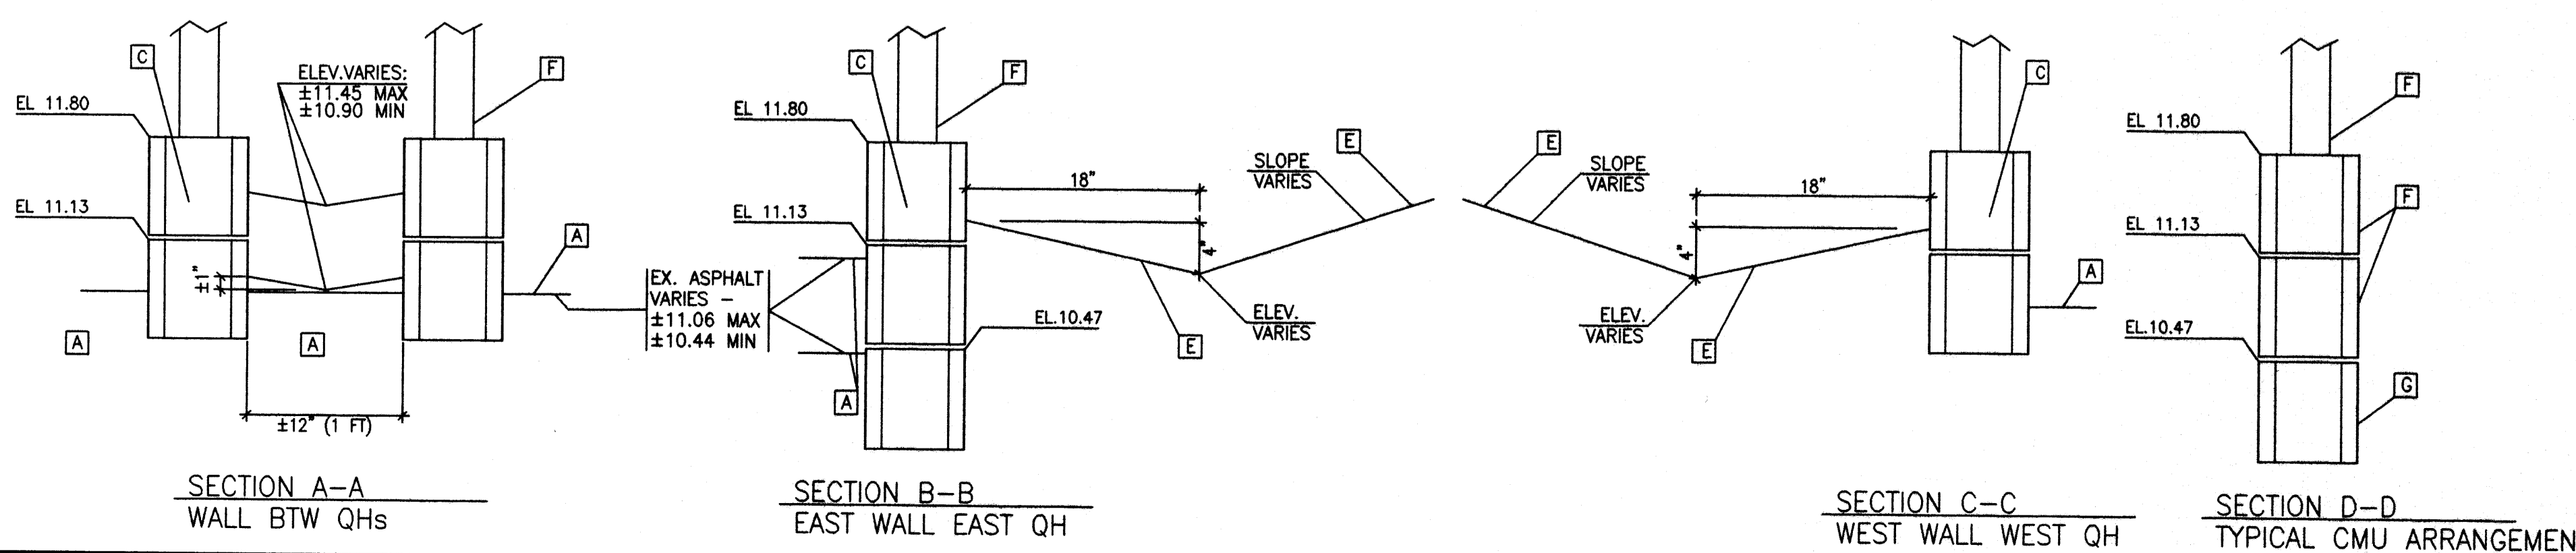 C
ELEV.VARIES:
±11.45 MAX
±10.90 MIN
F
EL 11.80
EL 11.13
±1"
A
A
A
±12" (1 FT)
SECTION A-A
WALL BTW QHs
C
F
EL 11.80
18"
EL 11.13
4"
EX. ASPHALT
VARIES -
±11.06 MAX
±10.44 MIN
EL.10.47
A
E
SLOPE
VARIES
E
ELEV.
VARIES
SECTION B-B
EAST WALL EAST QH
E
SLOPE
VARIES
18"
C
4"
A
ELEV.
VARIES
E
SECTION C-C
WEST WALL WEST QH
F
EL 11.80
F
EL 11.13
EL.10.47
G
SECTION D-D
TYPICAL CMU ARRANGEMEN